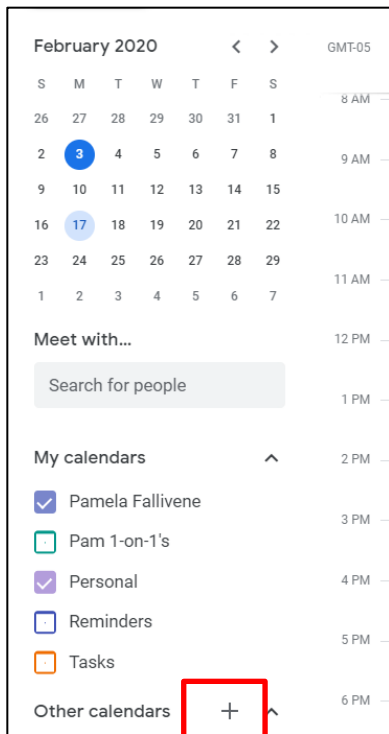 February 2020 < >
S M T W T F S
26 27 28 29 30 31 1
2 3 4 5 6 7 8
9 10 11 12 13 14 15
16 17 18 19 20 21 22
23 24 25 26 27 28 29
1 2 3 4 5 6 7
Meet with...
Search for people
My calendars
Pamela Fallivene
Pam 1-on-1's
Personal
Reminders
Tasks
Other calendars +
GMT-05
8 AM
9 AM
10 AM
11 AM
12 PM
1 PM
2 PM
3 PM
4 PM
5 PM
6 PM